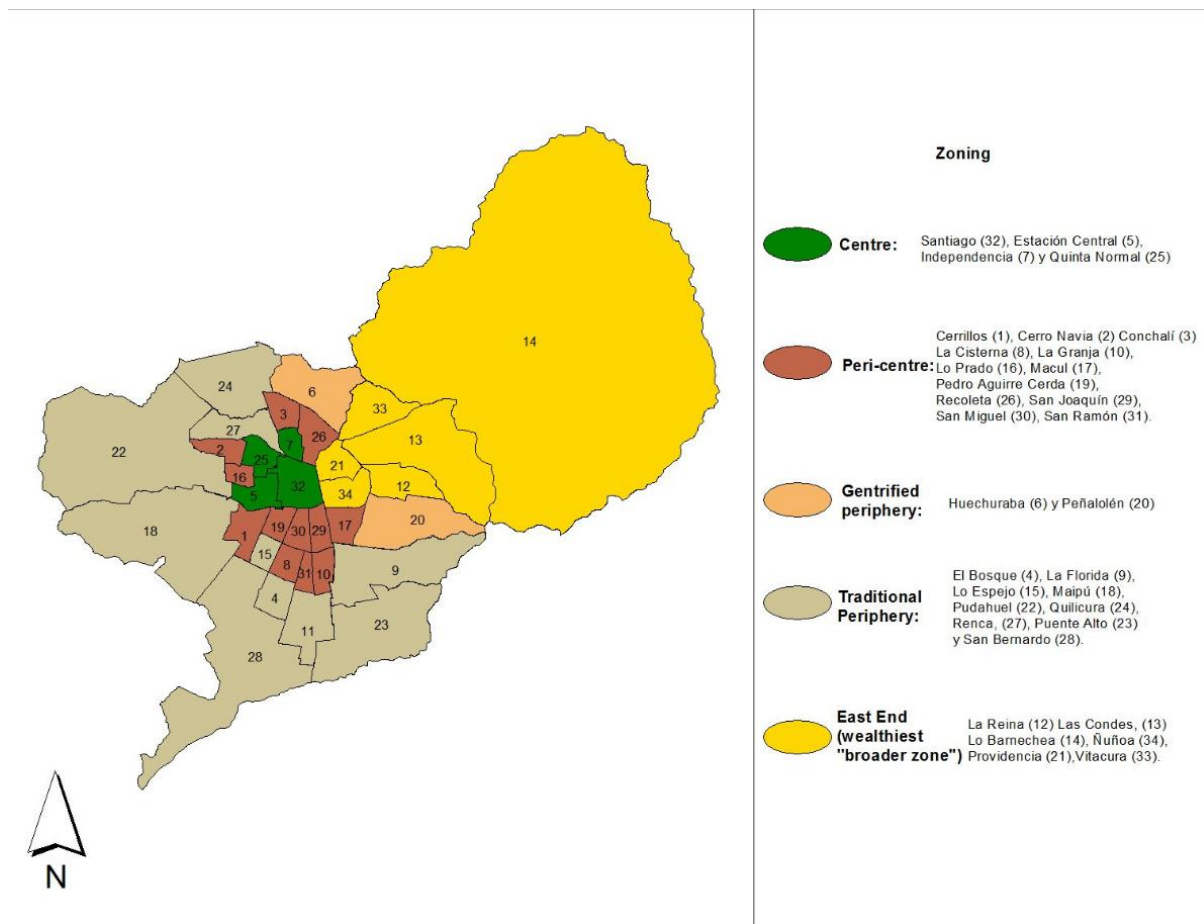 Zoning
Centre:
Santiago (32), Estación Central (5),
Independencia (7) y Quinta Normal (25)
Peri-centre:
Cerrillos (1), Cerro Navia (2) Conchalí (3)
La Cisterna (8), La Granja (10),
Lo Prado (16), Macul (17),
Pedro Aguirre Cerda (19),
Recoleta (26), San Joaquín (29),
San Miguel (30), San Ramón (31).
Gentrified
periphery:
Huechuraba (6) y Peñalolén (20)
Traditional
Periphery:
El Bosque (4), La Florida (9),
Lo Espejo (15), Maipú (18),
Pudahuel (22), Quilicura (24),
Renca, (27), Puente Alto (23)
y San Bernardo (28).
East End
(wealthiest
"broader zone")
La Reina (12) Las Condes, (13)
Lo Barnechea (14), Ñuñoa (34),
Providencia (21),Vitacura (33).
14
24
6
33
3
27
26
13
7
2
22
25
21
16
12
32
5
34
18
20
19
30
29
17
1
15
8
31
10
9
4
11
23
28
N